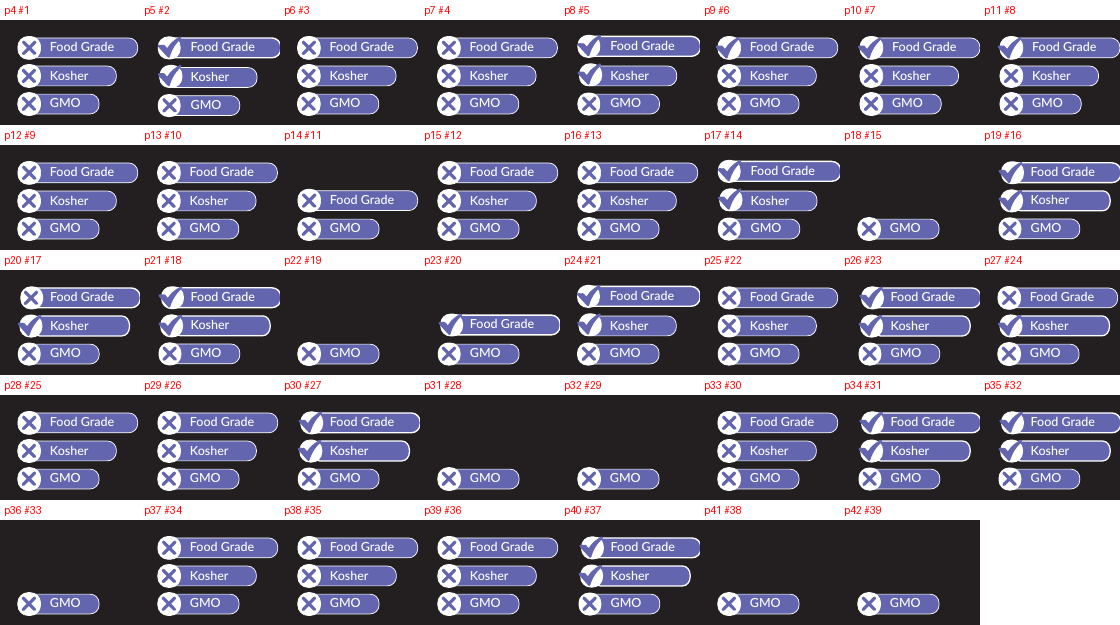 p4 #1 p5 #2 p6 #3 p7 #4 p8 #5 p9 #6 p10 #7 p11 #8
Food Grade Food Grade Food Grade Food Grade Food Grade Food Grade Food Grade Food Grade
Kosher Kosher Kosher Kosher Kosher Kosher Kosher Kosher
GMO GMO GMO GMO GMO GMO GMO GMO
p12 #9 p13 #10 p14 #11 p15 #12 p16 #13 p17 #14 p18 #15 p19 #16
Food Grade Food Grade Food Grade Food Grade Food Grade Food Grade
Kosher Kosher Food Grade Kosher Kosher Kosher Kosher
GMO GMO GMO GMO GMO GMO GMO GMO
p20 #17 p21 #18 p22 #19 p23 #20 p24 #21 p25 #22 p26 #23 p27 #24
Food Grade Food Grade Food Grade Food Grade Food Grade Food Grade
Kosher Kosher Food Grade Kosher Kosher Kosher Kosher
GMO GMO GMO GMO GMO GMO GMO GMO
p28 #25 p29 #26 p30 #27 p31 #28 p32 #29 p33 #30 p34 #31 p35 #32
Food Grade Food Grade Food Grade Food Grade Food Grade Food Grade
Kosher Kosher Kosher Kosher Kosher Kosher
GMO GMO GMO GMO GMO GMO GMO GMO
p36 #33 p37 #34 p38 #35 p39 #36 p40 #37 p41 #38 p42 #39
Food Grade Food Grade Food Grade Food Grade
Kosher Kosher Kosher Kosher
GMO GMO GMO GMO GMO GMO GMO